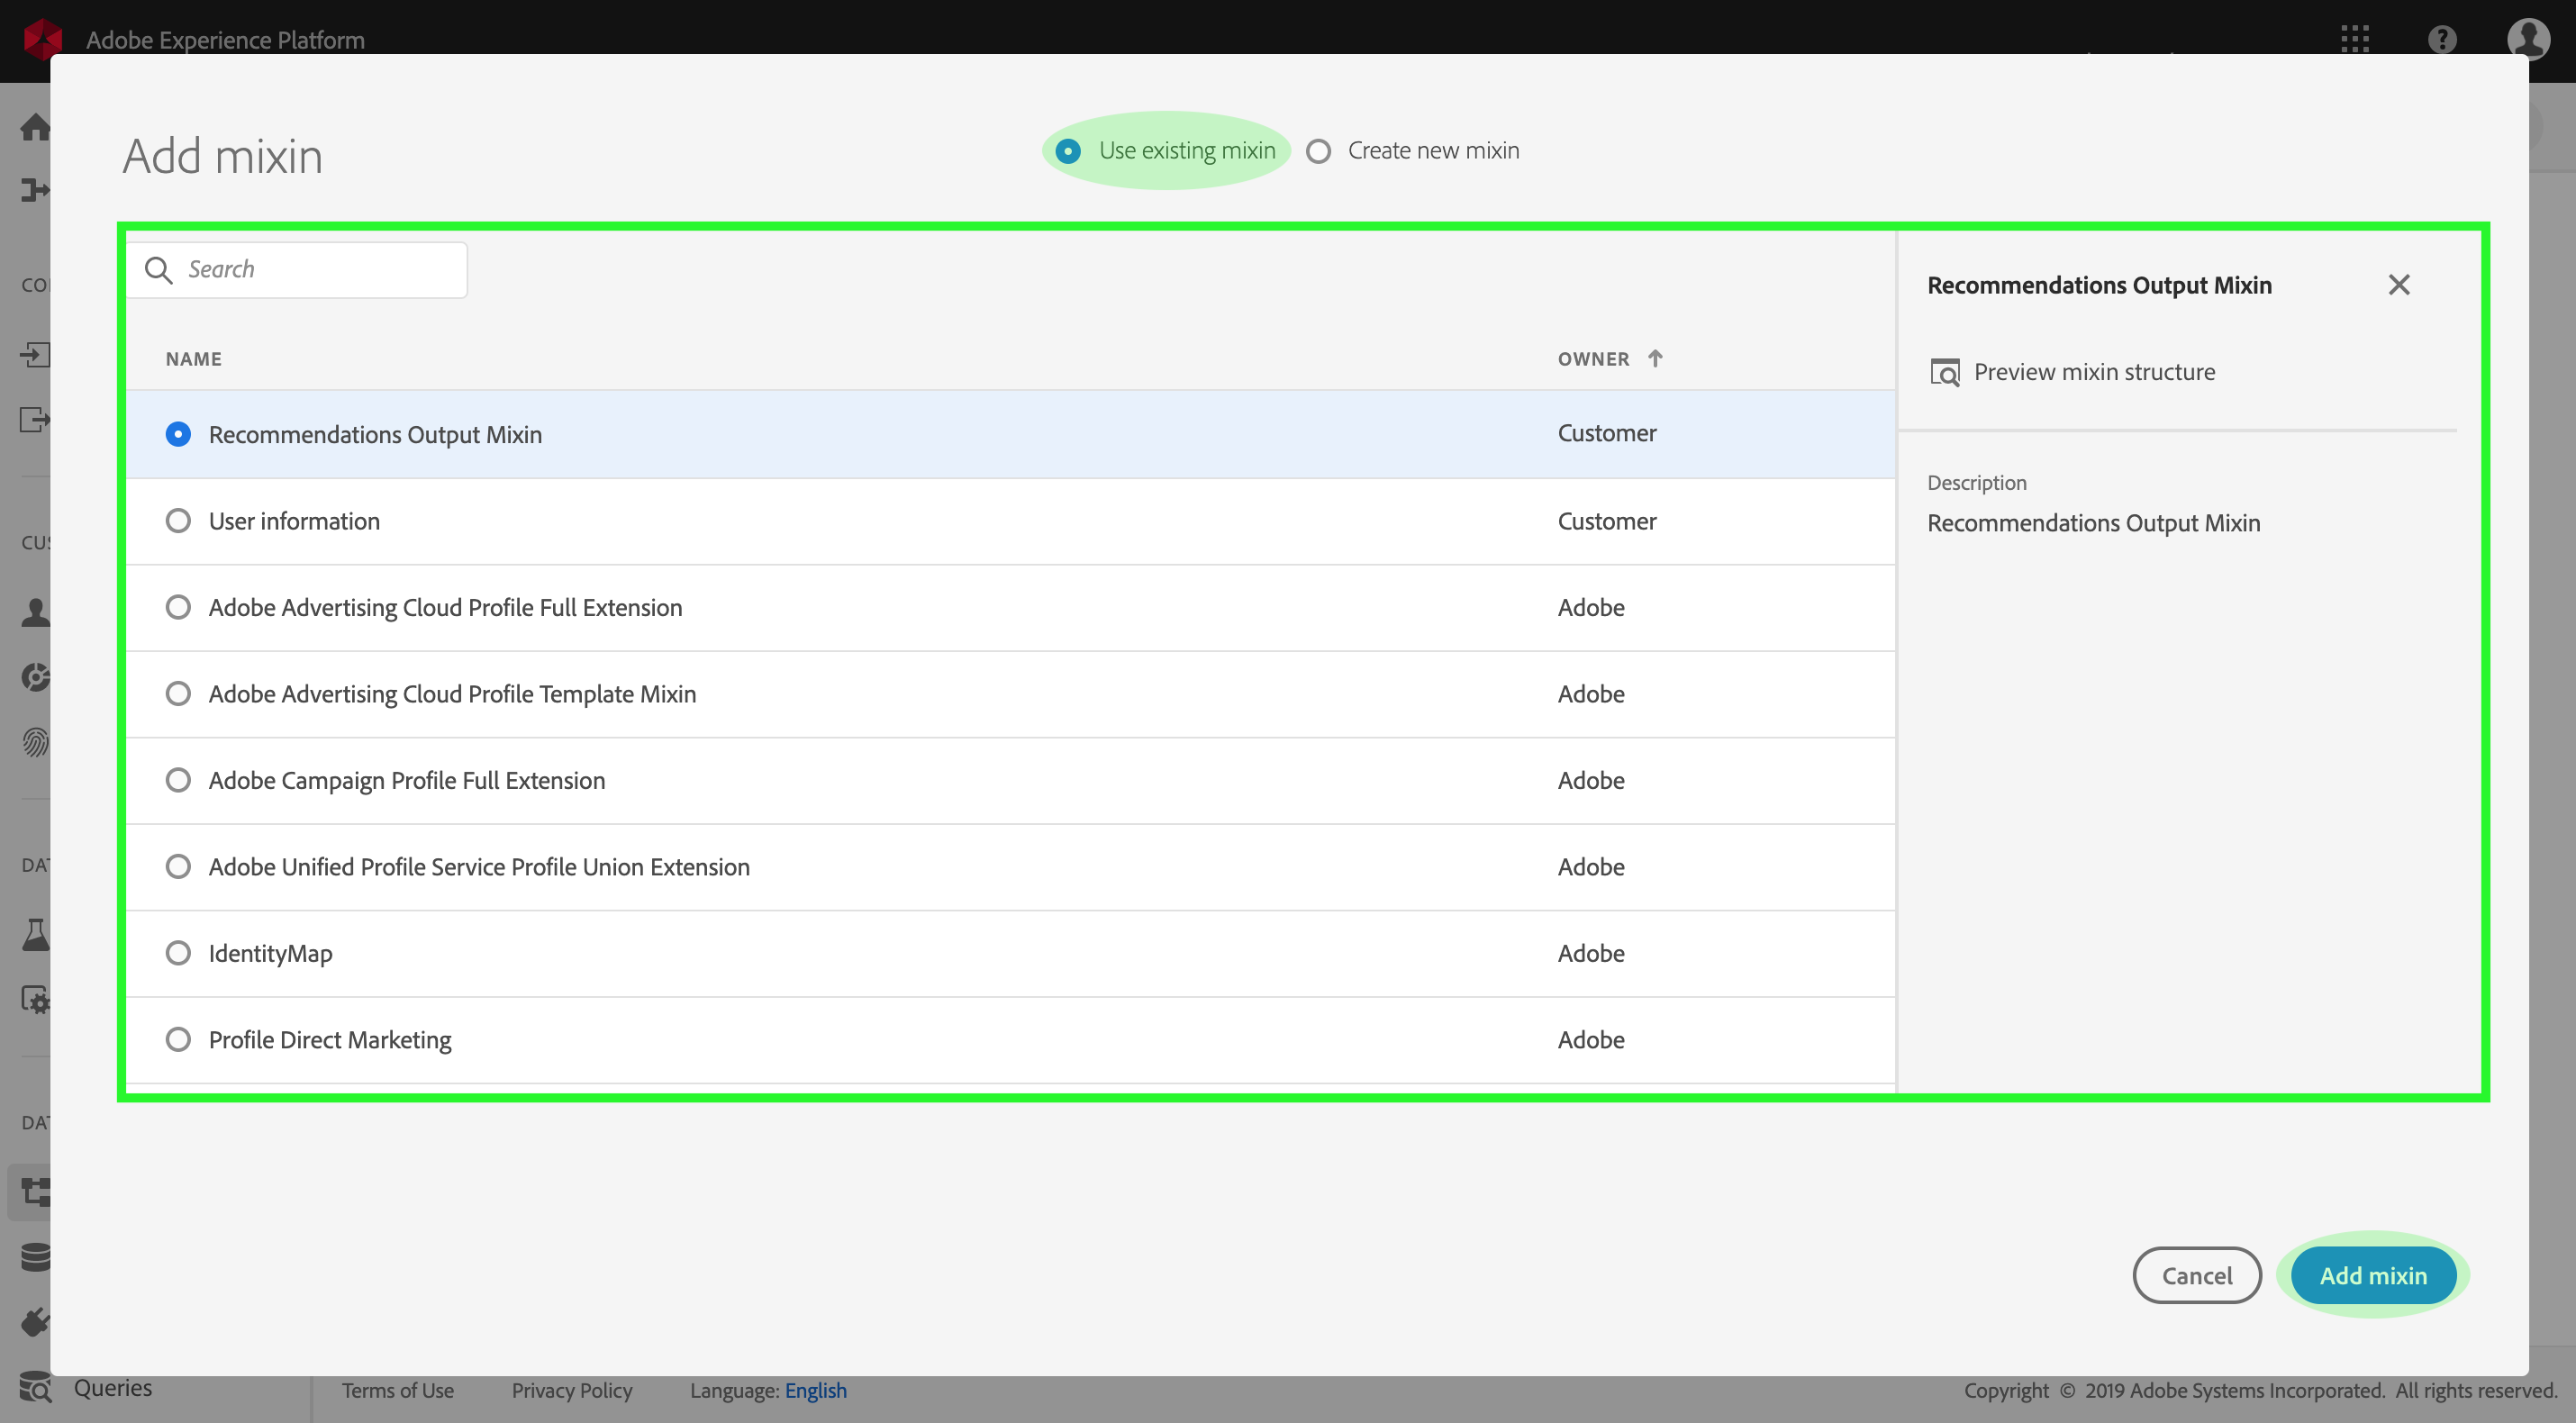 Adobe Experience Platform
Add mixin
Use existing mixin
Create new mixin
Search
NAME
OWNER
Recommendations Output Mixin
Customer
User information
Customer
Adobe Advertising Cloud Profile Full Extension
Adobe
Adobe Advertising Cloud Profile Template Mixin
Adobe
Adobe Campaign Profile Full Extension
Adobe
Adobe Unified Profile Service Profile Union Extension
Adobe
IdentityMap
Adobe
Profile Direct Marketing
Adobe
Recommendations Output Mixin
Preview mixin structure
Description
Recommendations Output Mixin
Cancel
Add mixin
Queries
Terms of Use
Privacy Policy
Language: English
Copyright © 2019 Adobe Systems Incorporated. All rights reserved.